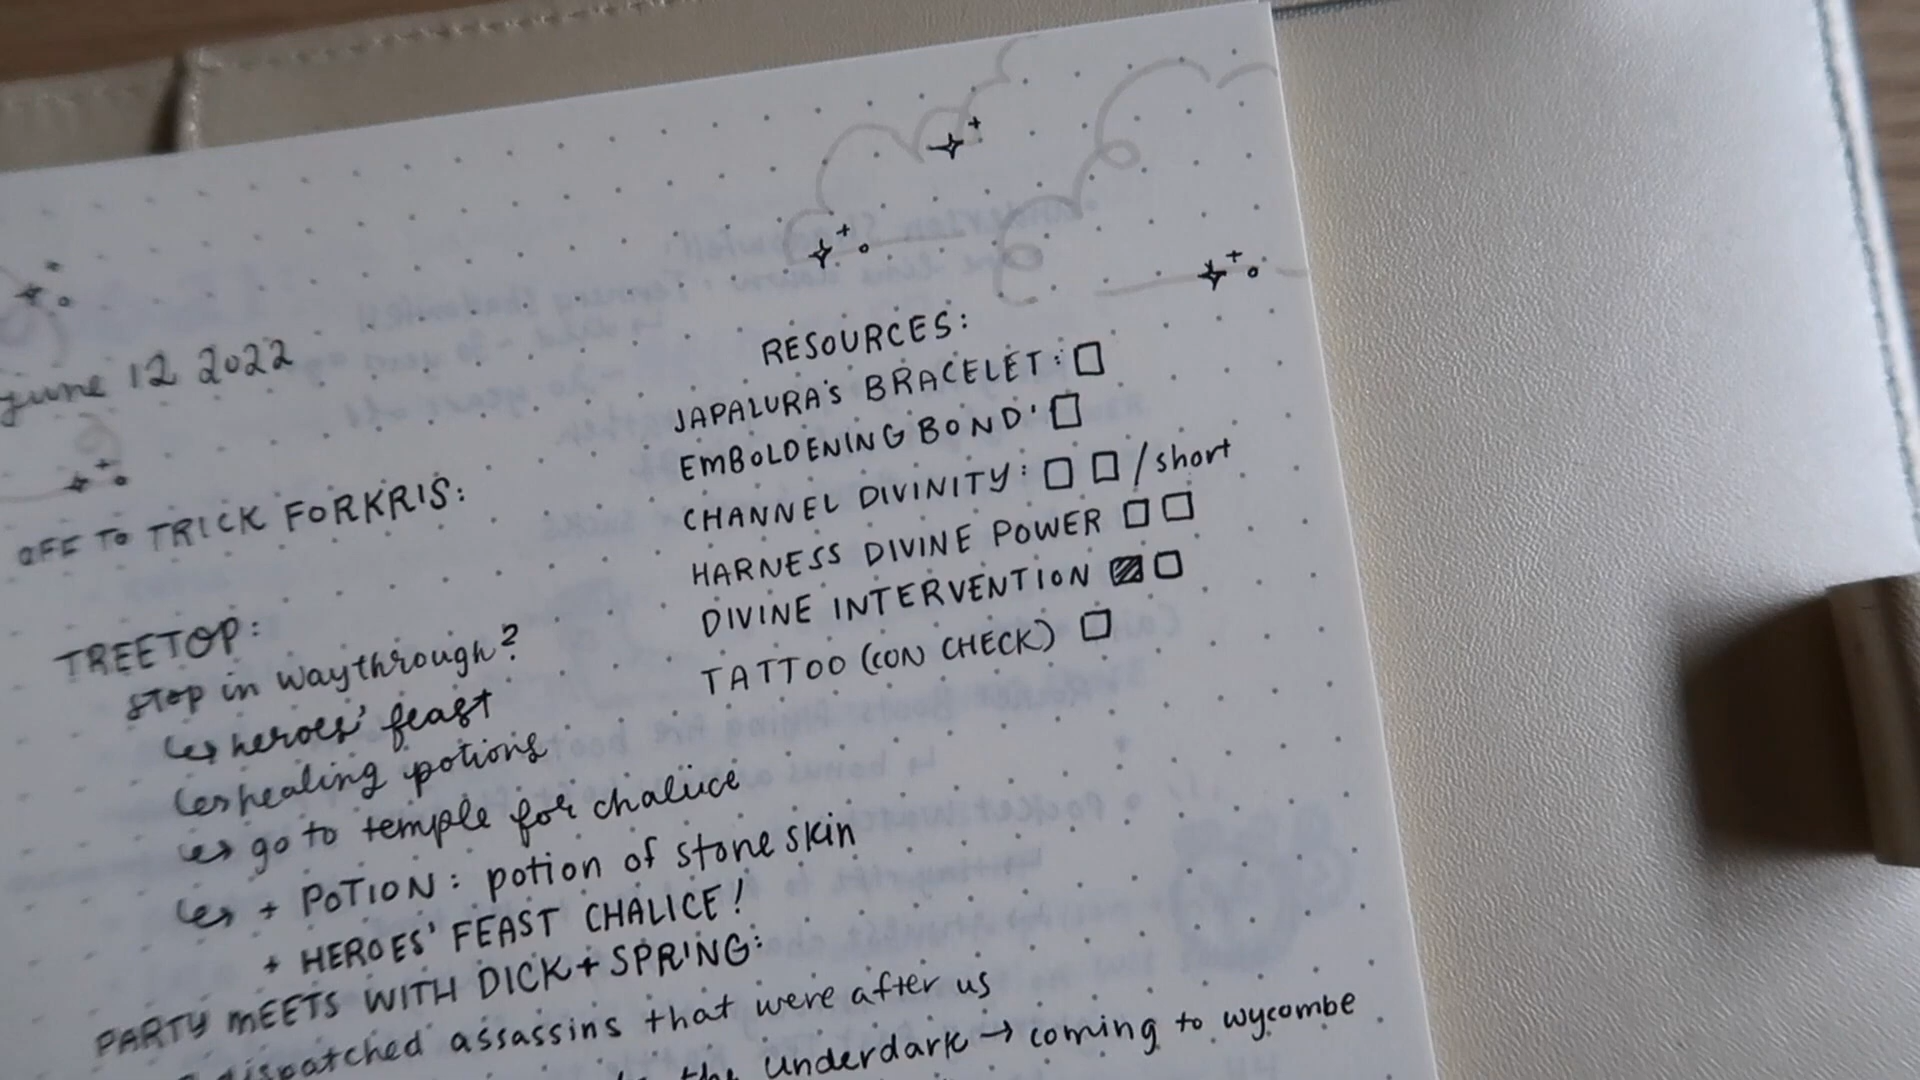 June 12 2022
OFF TO TRICK FORKRIS:
TREETOP:
stop in waythrough?
↳ heroes' feast
↳ healing potions
↳ go to temple for chalice
↳ + POTION: potion of stoneskin
+ HEROES' FEAST CHALICE!
PARTY MEETS WITH DICK + SPRING:
dispatched assassins that were after us
the underdark → coming to wycombe
RESOURCES:
JAPALURA'S BRACELET: □
EMBOLDENING BOND: □
CHANNEL DIVINITY: □ □ / short
HARNESS DIVINE POWER □ □
DIVINE INTERVENTION ▨ □
TATTOO (CON CHECK) □